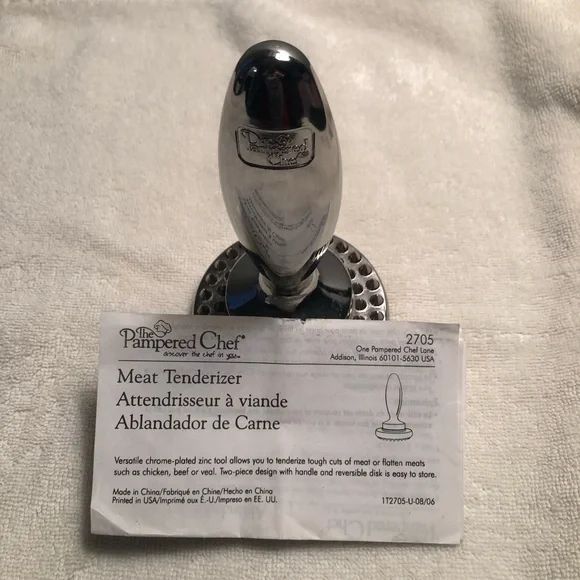 The Pampered Chef
The
Pampered Chef®
discover the chef in you™
2705
One Pampered Chef Lane
Addison, Illinois 60101-5630 USA
Meat Tenderizer
Attendrisseur à viande
Ablandador de Carne
Versatile chrome-plated zinc tool allows you to tenderize tough cuts of meat or flatten meats
such as chicken, beef or veal. Two-piece design with handle and reversible disk is easy to store.
Made in China/Fabriqué en Chine/Hecho en China
Printed in USA/Imprimé aux É.-U./Impreso en EE. UU.
1T2705-U-08/06